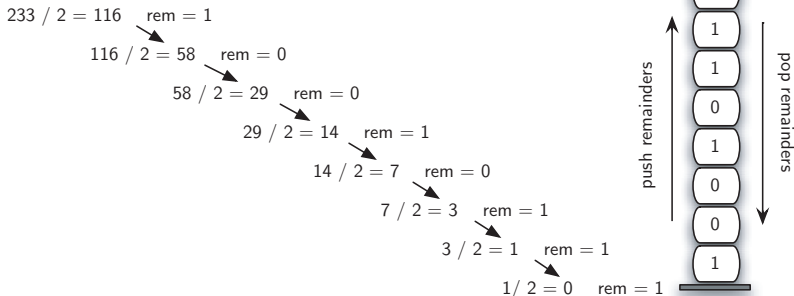 233 / 2 = 116 rem = 1
116 / 2 = 58 rem = 0
58 / 2 = 29 rem = 0
29 / 2 = 14 rem = 1
14 / 2 = 7 rem = 0
7 / 2 = 3 rem = 1
3 / 2 = 1 rem = 1
1/ 2 = 0 rem = 1
push remainders
1
1
0
1
0
0
1
pop remainders